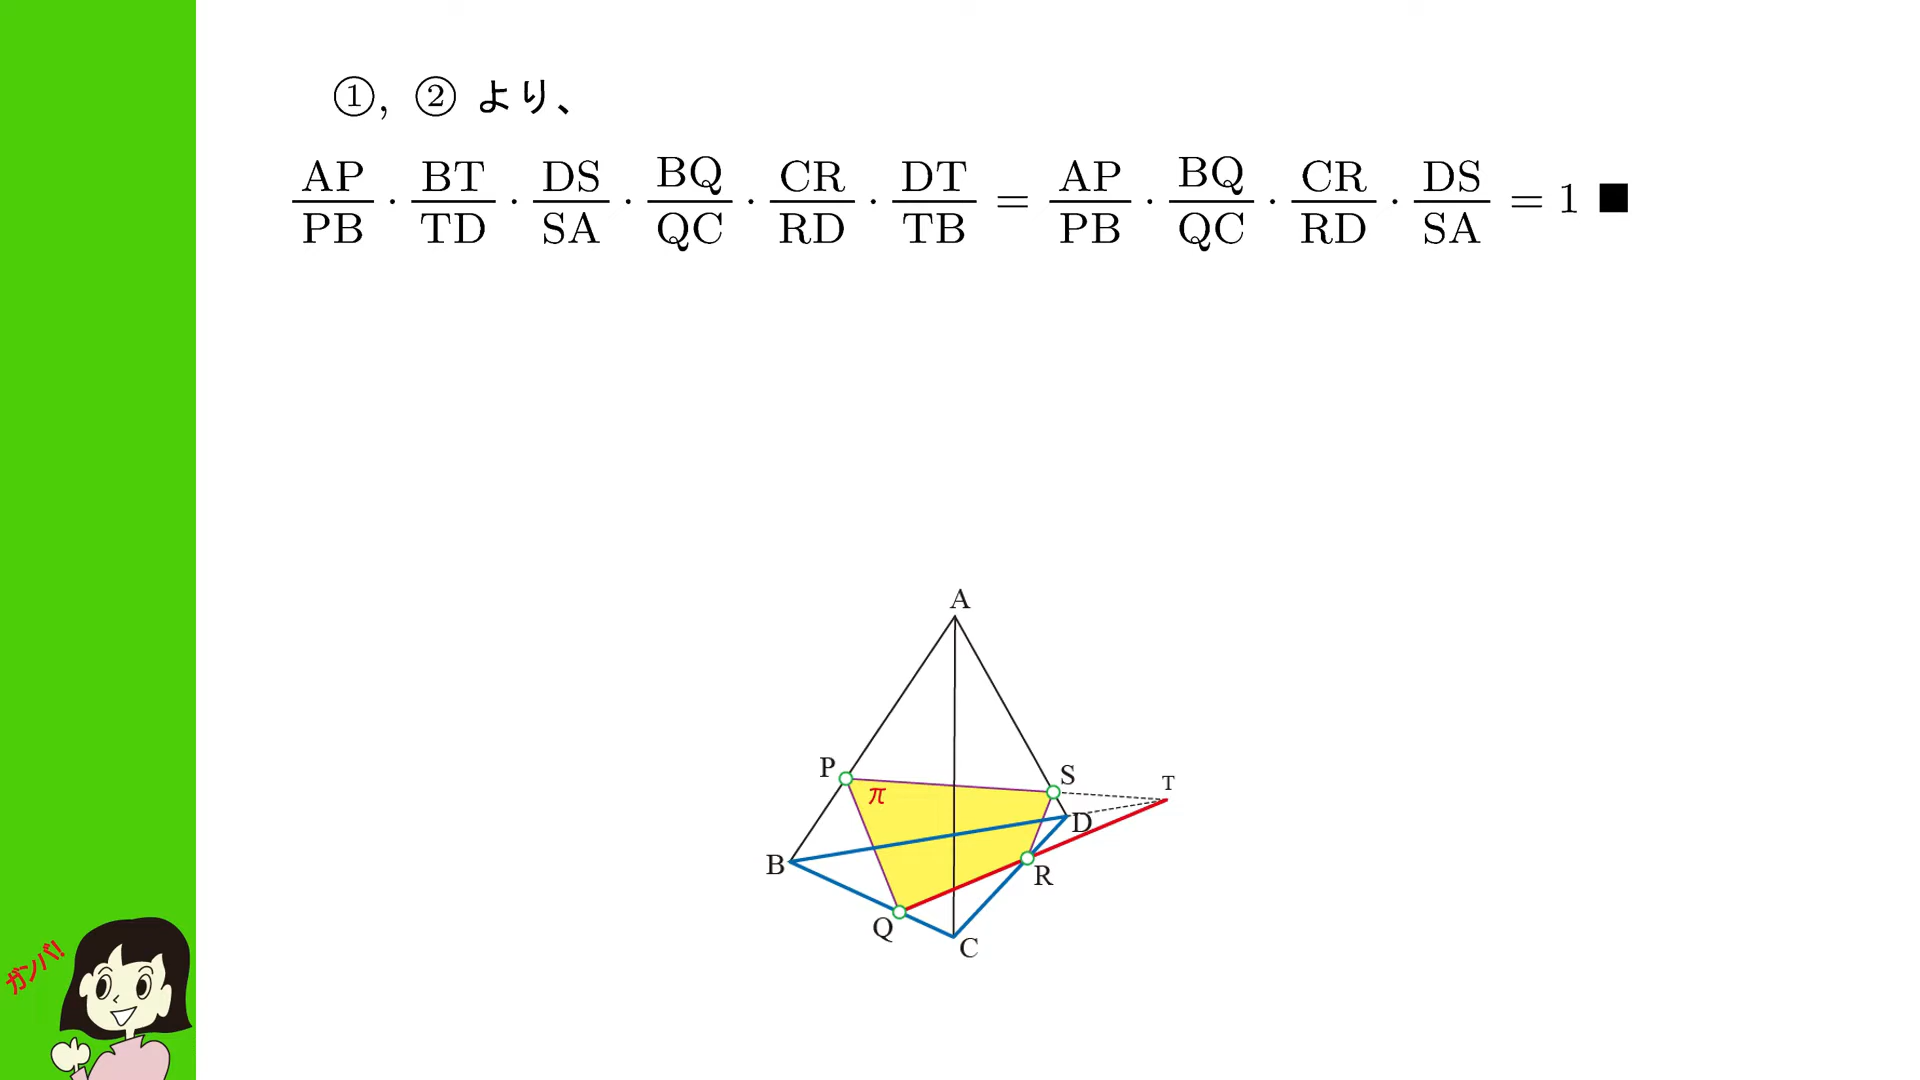 ①, ② より、
AP/PB · BT/TD · DS/SA · BQ/QC · CR/RD · DT/TB = AP/PB · BQ/QC · CR/RD · DS/SA = 1 ■
A
P
S
T
π
D
B
R
Q
C
ガンバ!